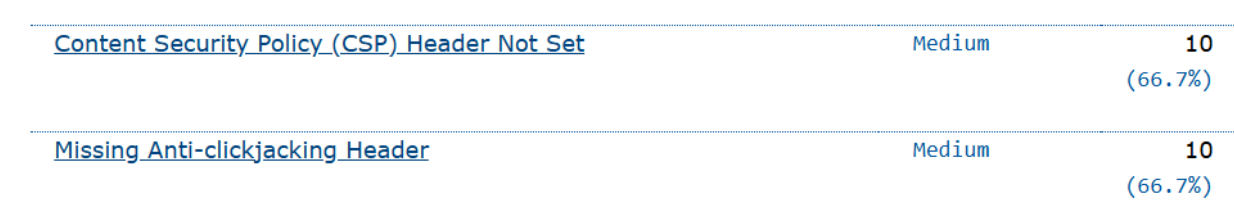 Content Security Policy (CSP) Header Not Set Medium 10
(66.7%)
Missing Anti-clickjacking Header Medium 10
(66.7%)